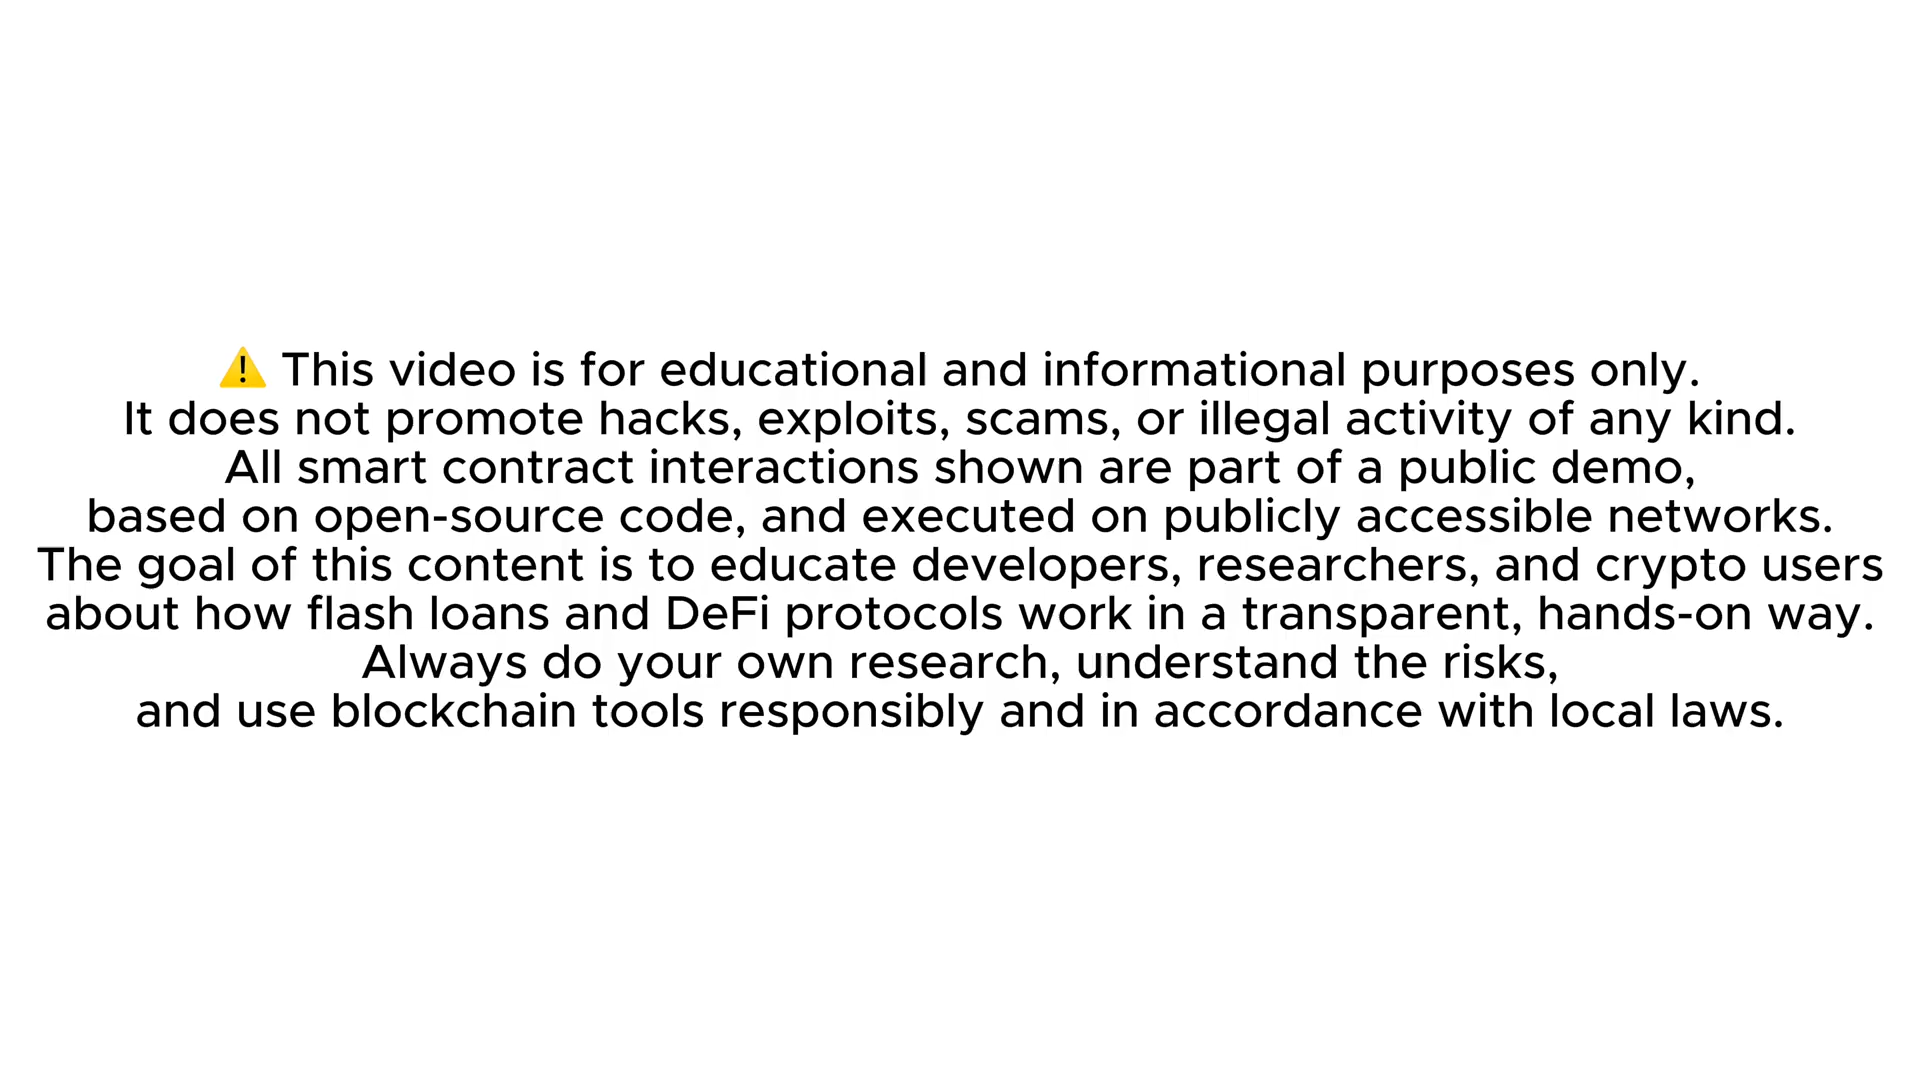 ⚠️ This video is for educational and informational purposes only.
It does not promote hacks, exploits, scams, or illegal activity of any kind.
All smart contract interactions shown are part of a public demo,
based on open-source code, and executed on publicly accessible networks.
The goal of this content is to educate developers, researchers, and crypto users
about how flash loans and DeFi protocols work in a transparent, hands-on way.
Always do your own research, understand the risks,
and use blockchain tools responsibly and in accordance with local laws.